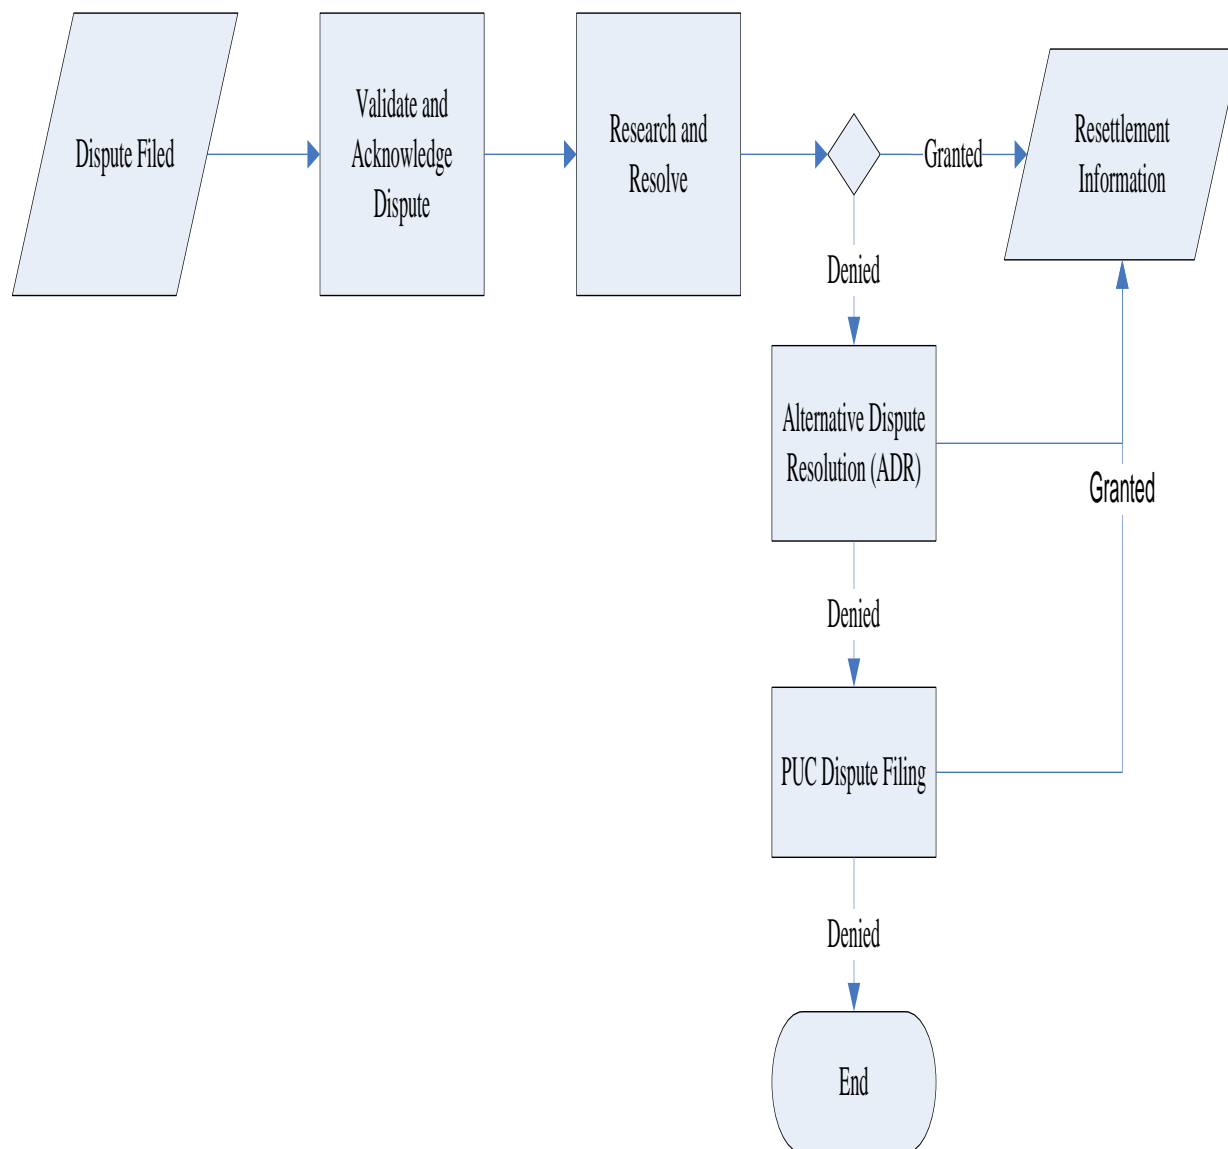 Dispute Filed
Validate and
Acknowledge
Dispute
Research and
Resolve
Granted
Resettlement
Information
Denied
Alternative Dispute
Resolution (ADR)
Granted
Denied
PUC Dispute Filing
Denied
End